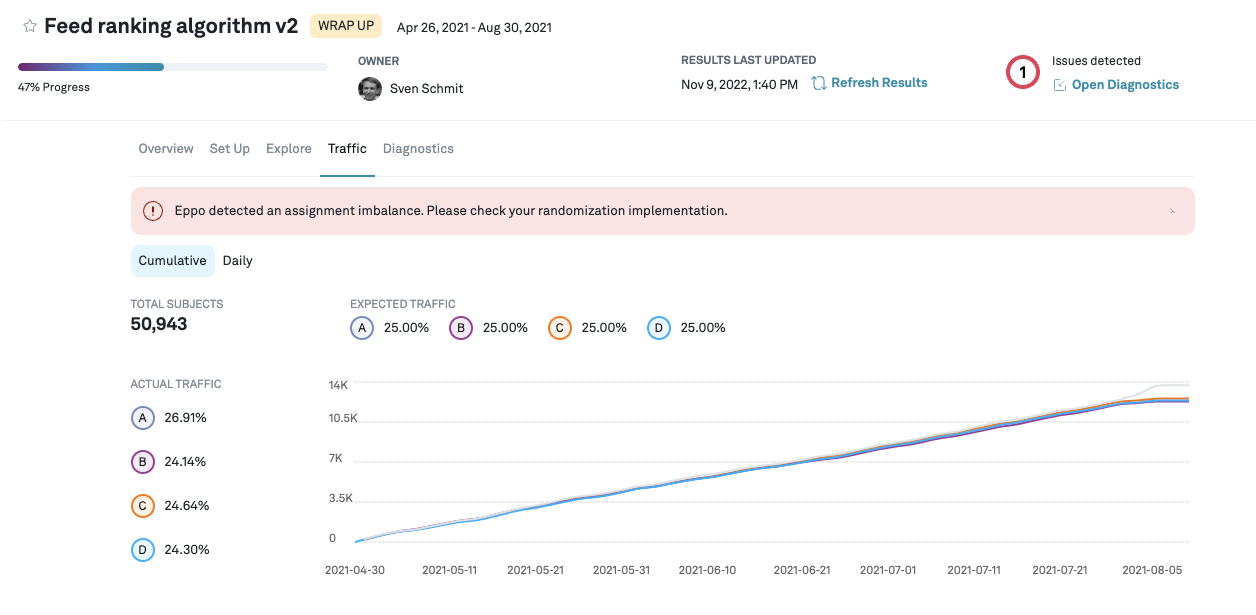 Feed ranking algorithm v2 WRAP UP Apr 26, 2021 - Aug 30, 2021
47% Progress
OWNER
Sven Schmit
RESULTS LAST UPDATED
Nov 9, 2022, 1:40 PM Refresh Results
1
Issues detected
Open Diagnostics
Overview Set Up Explore Traffic Diagnostics
Eppo detected an assignment imbalance. Please check your randomization implementation.
Cumulative Daily
TOTAL SUBJECTS
50,943
EXPECTED TRAFFIC
A 25.00% B 25.00% C 25.00% D 25.00%
ACTUAL TRAFFIC
A 26.91%
B 24.14%
C 24.64%
D 24.30%
14K
10.5K
7K
3.5K
0
2021-04-30 2021-05-11 2021-05-21 2021-05-31 2021-06-10 2021-06-21 2021-07-01 2021-07-11 2021-07-21 2021-08-05